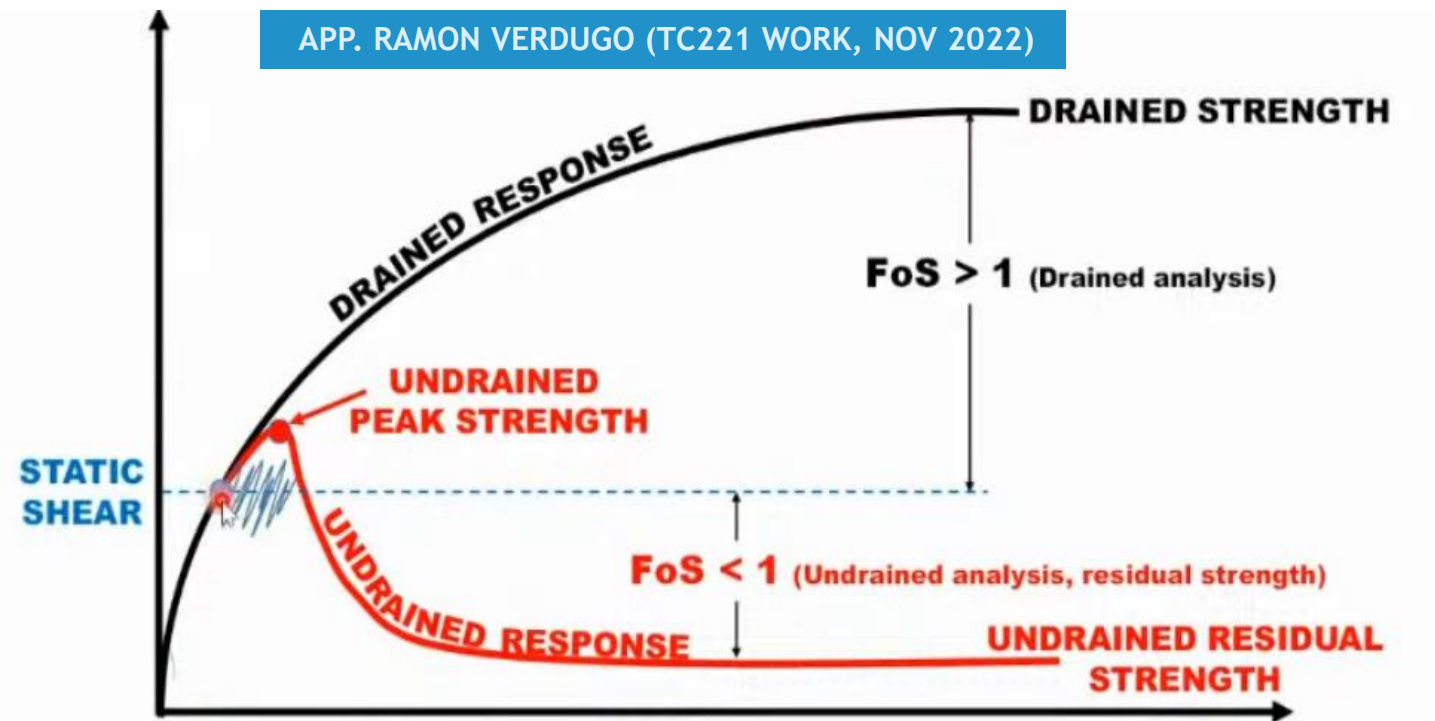 APP. RAMON VERDUGO (TC221 WORK, NOV 2022)
DRAINED STRENGTH
DRAINED RESPONSE
FoS > 1 (Drained analysis)
UNDRAINED
PEAK STRENGTH
STATIC
SHEAR
UNDRAINED RESPONSE
FoS < 1 (Undrained analysis, residual strength)
UNDRAINED RESIDUAL
STRENGTH